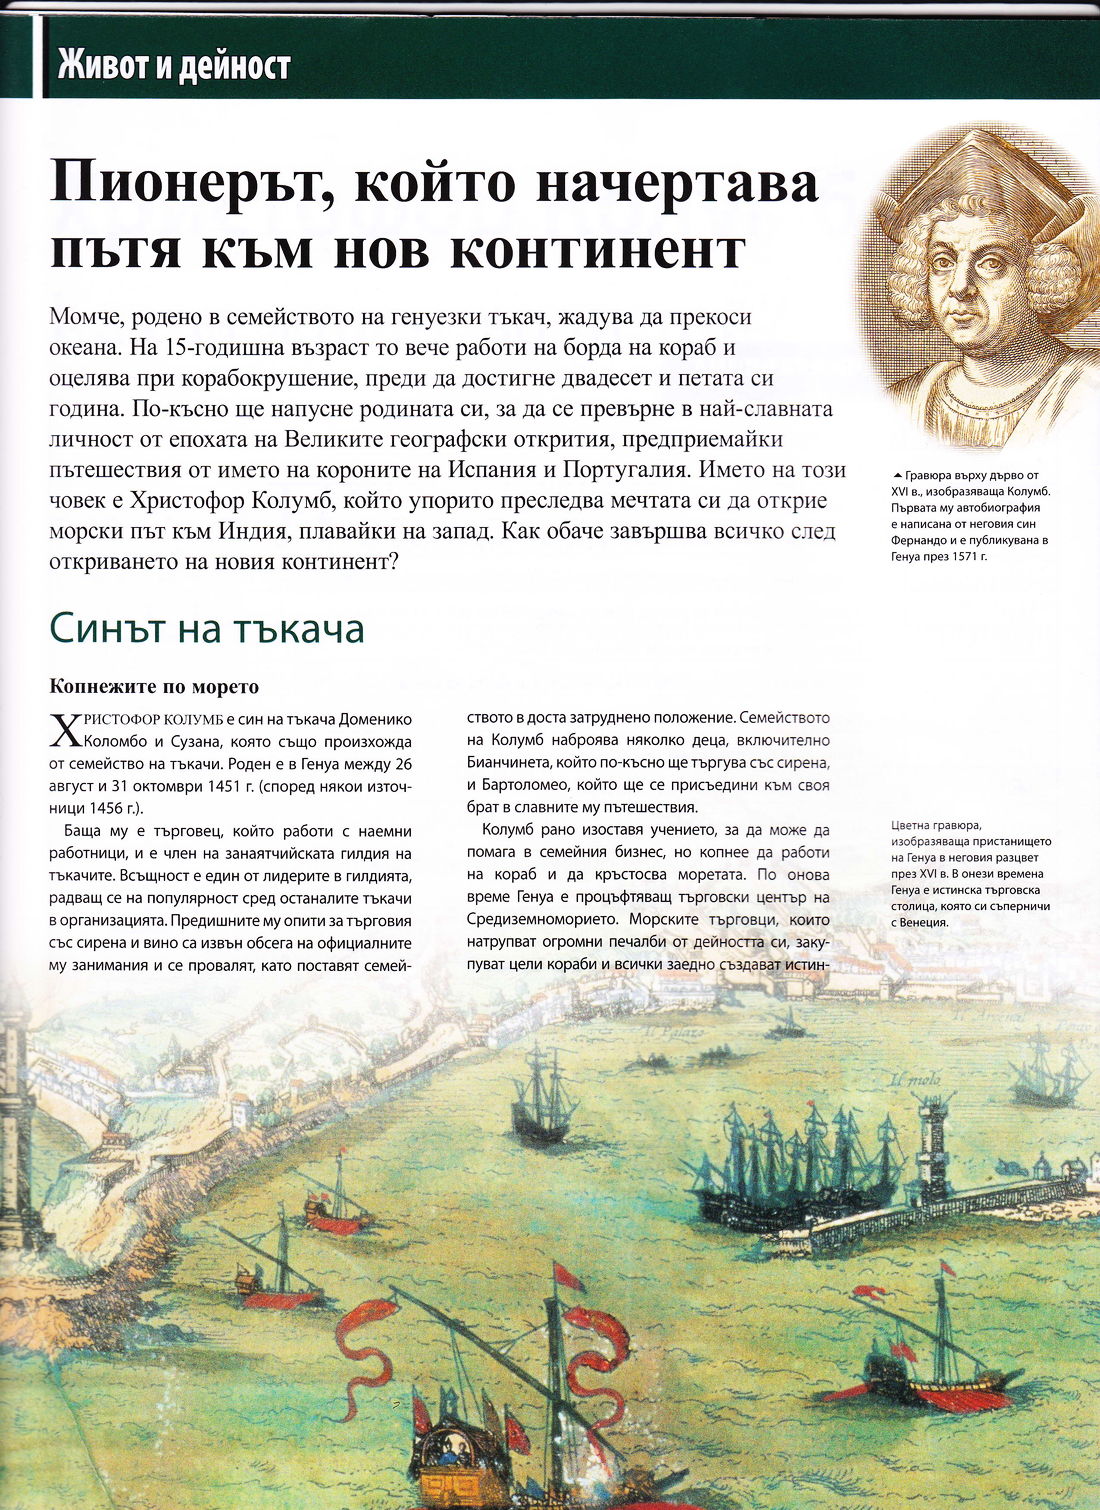 Живот и дейност
Пионерът, който начертава
пътя към нов континент
Момче, родено в семейството на генуезки тъкач, жадува да прекоси
океана. На 15-годишна възраст то вече работи на борда на кораб и
оцелява при корабокрушение, преди да достигне двадесет и петата си
година. По-късно ще напусне родината си, за да се превърне в най-славната
личност от епохата на Великите географски открития, предприемайки
пътешествия от името на короните на Испания и Португалия. Името на този
човек е Христофор Колумб, който упорито преследва мечтата си да открие
морски път към Индия, плавайки на запад. Как обаче завършва всичко след
откриването на новия континент?
Гравюра върху дърво от
XVI в., изобразяваща Колумб.
Първата му автобиография
е написана от неговия син
Фернандо и е публикувана в
Генуа през 1571 г.
Синът на тъкача
Копнежите по морето
ХРИСТОФОР КОЛУМБ е син на тъкача Доменико
Коломбо и Сузана, която също произхожда
от семейство на тъкачи. Роден е в Генуа между 26
август и 31 октомври 1451 г. (според някои източ-
ници 1456 г.).
Баща му е търговец, който работи с наемни
работници, и е член на занаятчийската гилдия на
тъкачите. Всъщност е един от лидерите в гилдията,
радващ се на популярност сред останалите тъкачи
в организацията. Предишните му опити за търговия
със сирена и вино са извън обсега на официалните
му занимания и се провалят, като поставят семей-
ството в доста затруднено положение. Семейството
на Колумб наброява няколко деца, включително
Бианчинета, който по-късно ще търгува със сирена,
и Бартоломео, който ще се присъедини към своя
брат в славните му пътешествия.
Колумб рано изоставя учението, за да може да
помага в семейния бизнес, но копнее да работи
на кораб и да кръстосва моретата. По онова
време Генуа е процъфтяващ търговски център на
Средиземноморието. Морските търговци, които
натрупват огромни печалби от дейността си, заку-
пуват цели кораби и всички заедно създават истин-
Цветна гравюра,
изобразяваща пристанището
на Генуа в неговия разцвет
през XVI в. В онези времена
Генуа е истинска търговска
столица, която си съперничи
с Венеция.
Il Palazo
Il Arsenal
Il molo